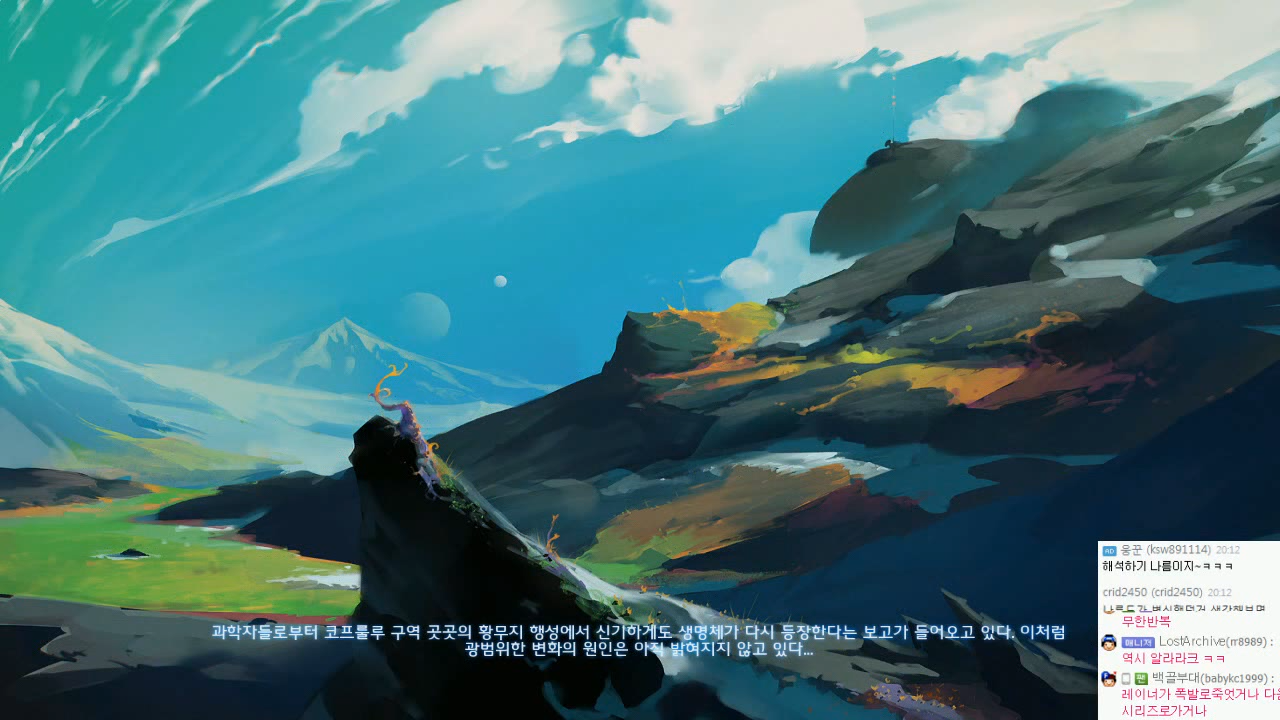 과학자들로부터 코프룰루 구역 곳곳의 황무지 행성에서 신기하게도 생명체가 다시 등장한다는 보고가 들어오고 있다. 이처럼
광범위한 변화의 원인은 아직 밝혀지지 않고 있다...
AD 웅꾼 (ksw891114) 20:12
해석하기 나름이지~ㅋㅋㅋ
crid2450 (crid2450) 20:12
무한반복
매니저 LostArchive(rr8989) :
역시 알라라크 ㅋㅋ
팬 백골부대(babykc1999) :
레이너가 폭발로죽엇거나 다음
시리즈로가거나